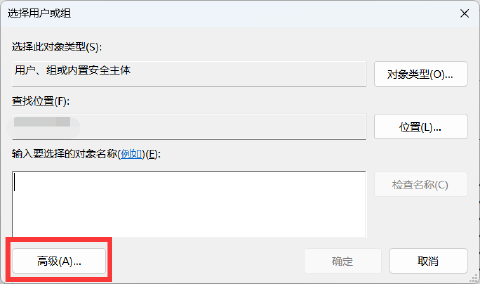 选择用户或组
选择此对象类型(S):
用户、组或内置安全主体
对象类型(O)...
查找位置(F):
位置(L)...
输入要选择的对象名称(例如)(E):
检查名称(C)
高级(A)...
确定
取消